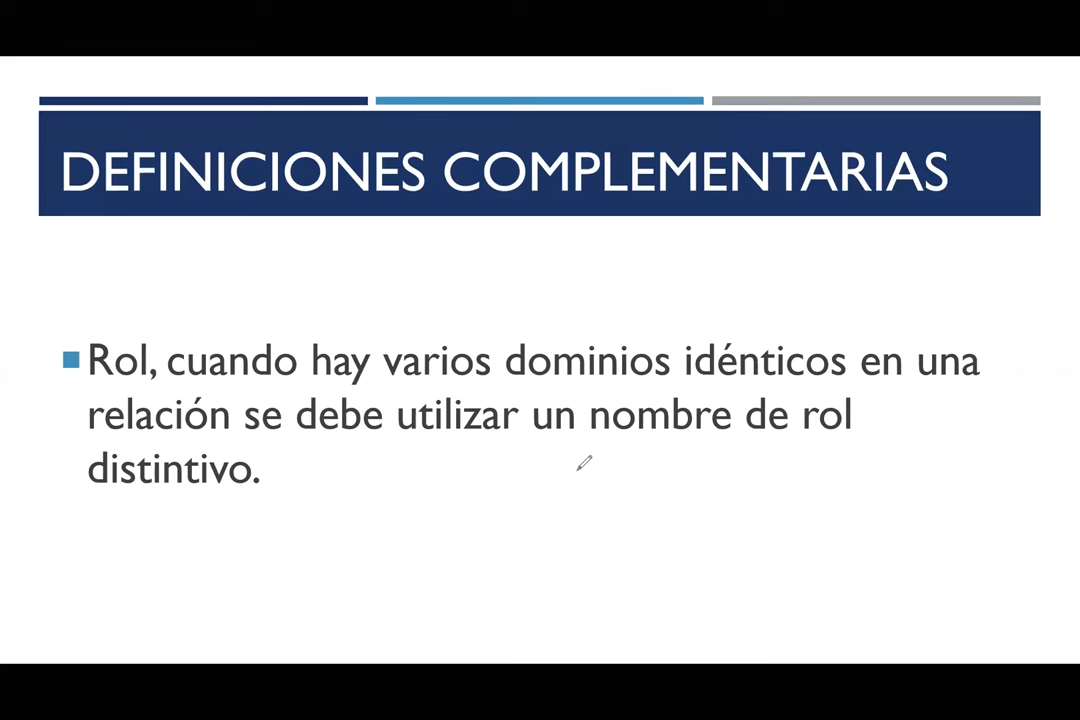 DEFINICIONES COMPLEMENTARIAS
Rol, cuando hay varios dominios idénticos en una
relación se debe utilizar un nombre de rol
distintivo.